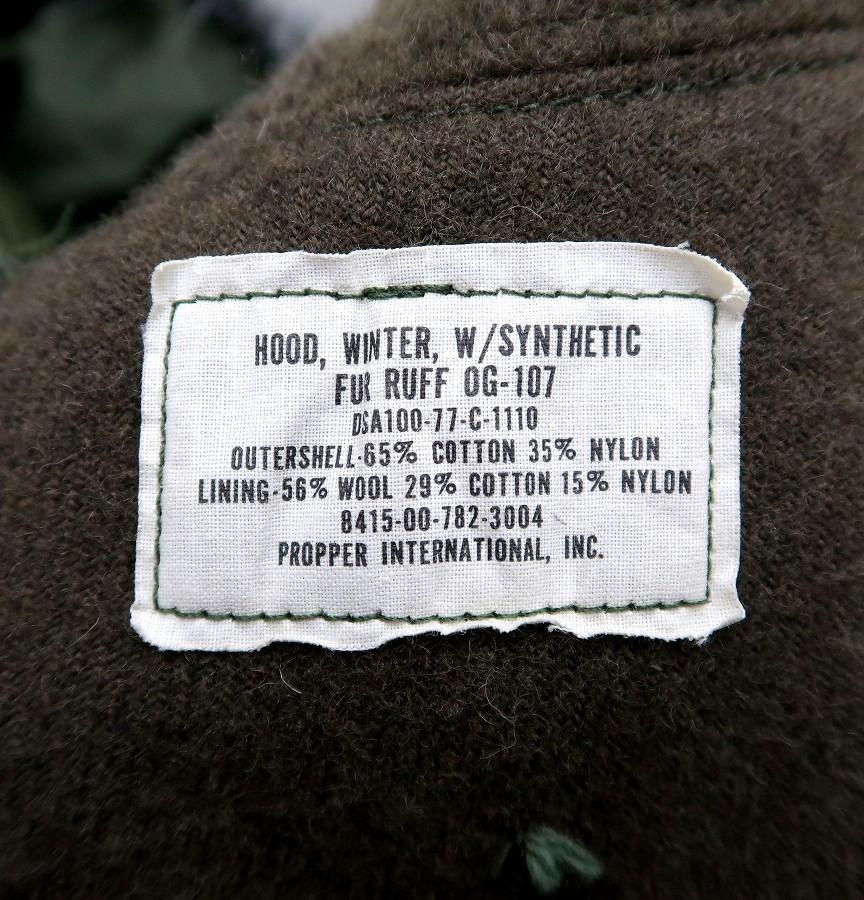 HOOD, WINTER, W/SYNTHETIC
FUR RUFF OG-107
DSA100-77-C-1110
OUTERSHELL-65% COTTON 35% NYLON
LINING-56% WOOL 29% COTTON 15% NYLON
8415-00-782-3004
PROPPER INTERNATIONAL, INC.